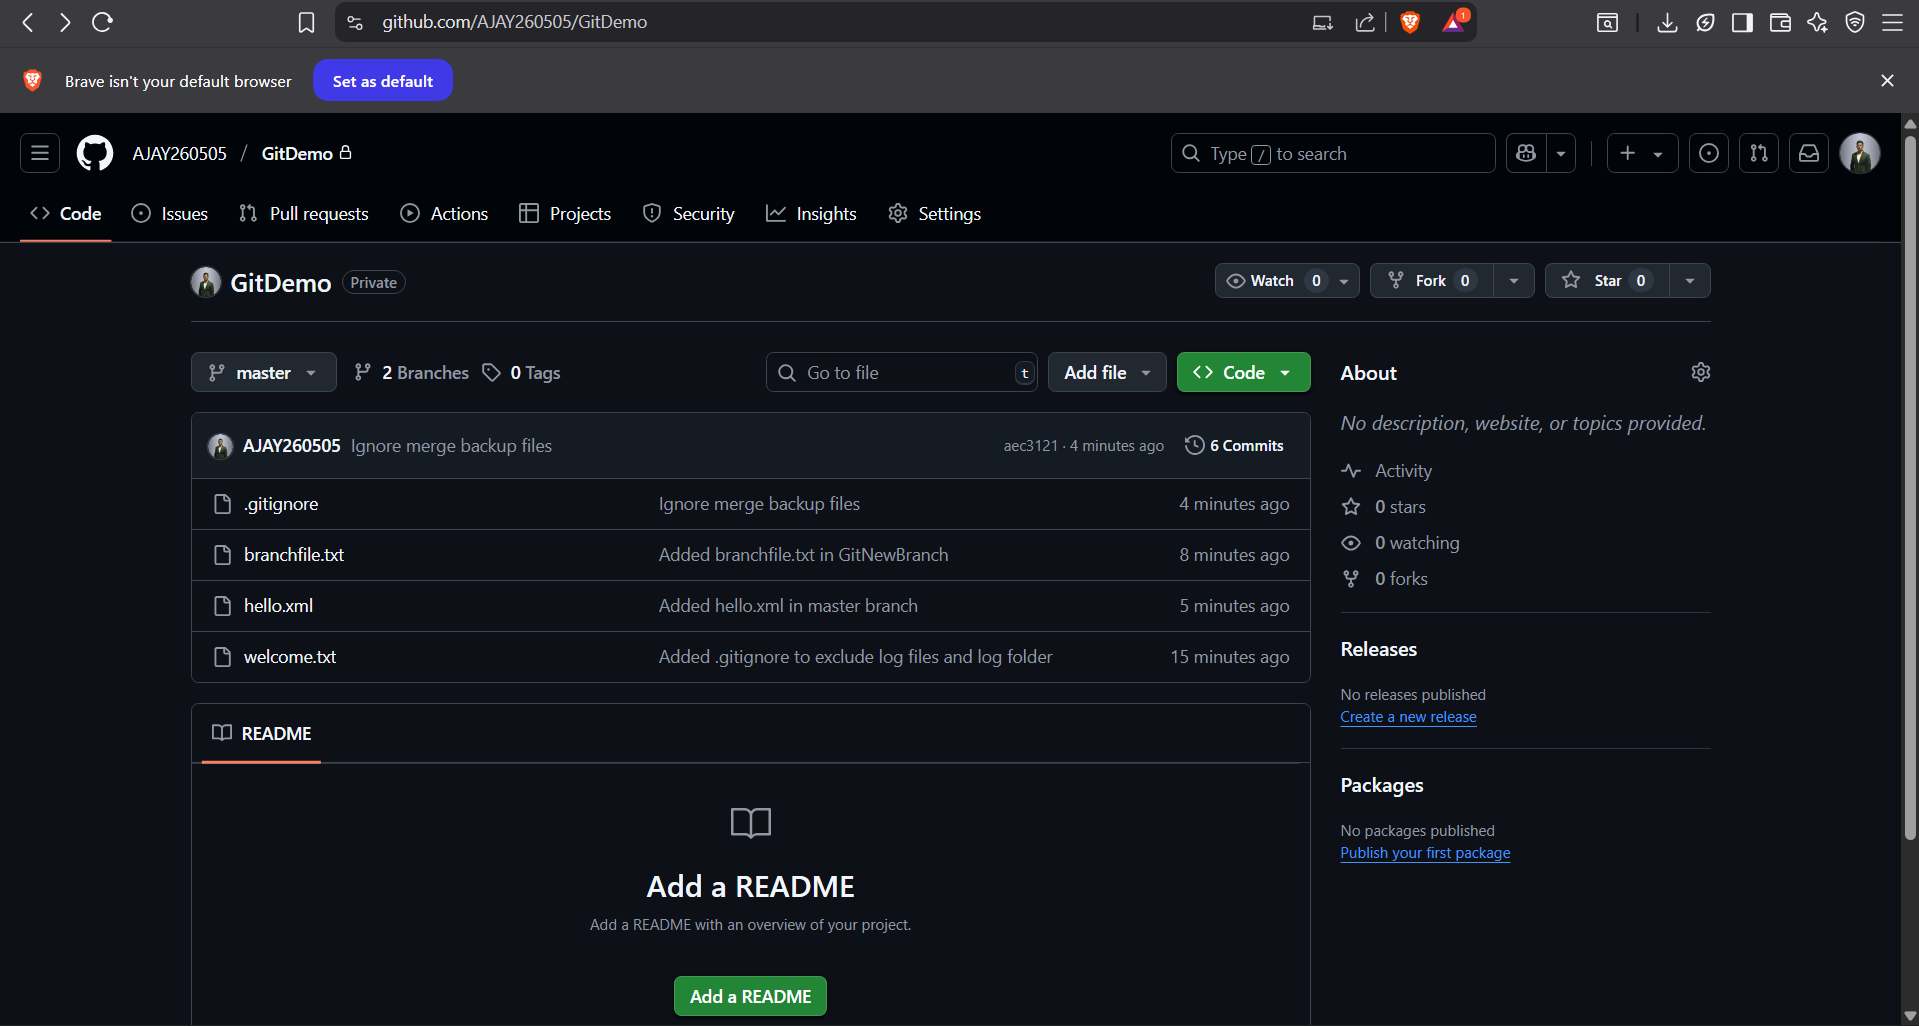 github.com/AJAY260505/GitDemo
1
Brave isn't your default browser
Set as default
AJAY260505 / GitDemo
Type / to search
Code
Issues
Pull requests
Actions
Projects
Security
Insights
Settings
GitDemo Private
Watch 0
Fork 0
Star 0
master
2 Branches
0 Tags
Go to file
t
Add file
Code
AJAY260505 Ignore merge backup files aec3121 · 4 minutes ago 6 Commits
.gitignore Ignore merge backup files 4 minutes ago
branchfile.txt Added branchfile.txt in GitNewBranch 8 minutes ago
hello.xml Added hello.xml in master branch 5 minutes ago
welcome.txt Added .gitignore to exclude log files and log folder 15 minutes ago
README
Add a README
Add a README with an overview of your project.
Add a README
About
No description, website, or topics provided.
Activity
0 stars
0 watching
0 forks
Releases
No releases published
Create a new release
Packages
No packages published
Publish your first package